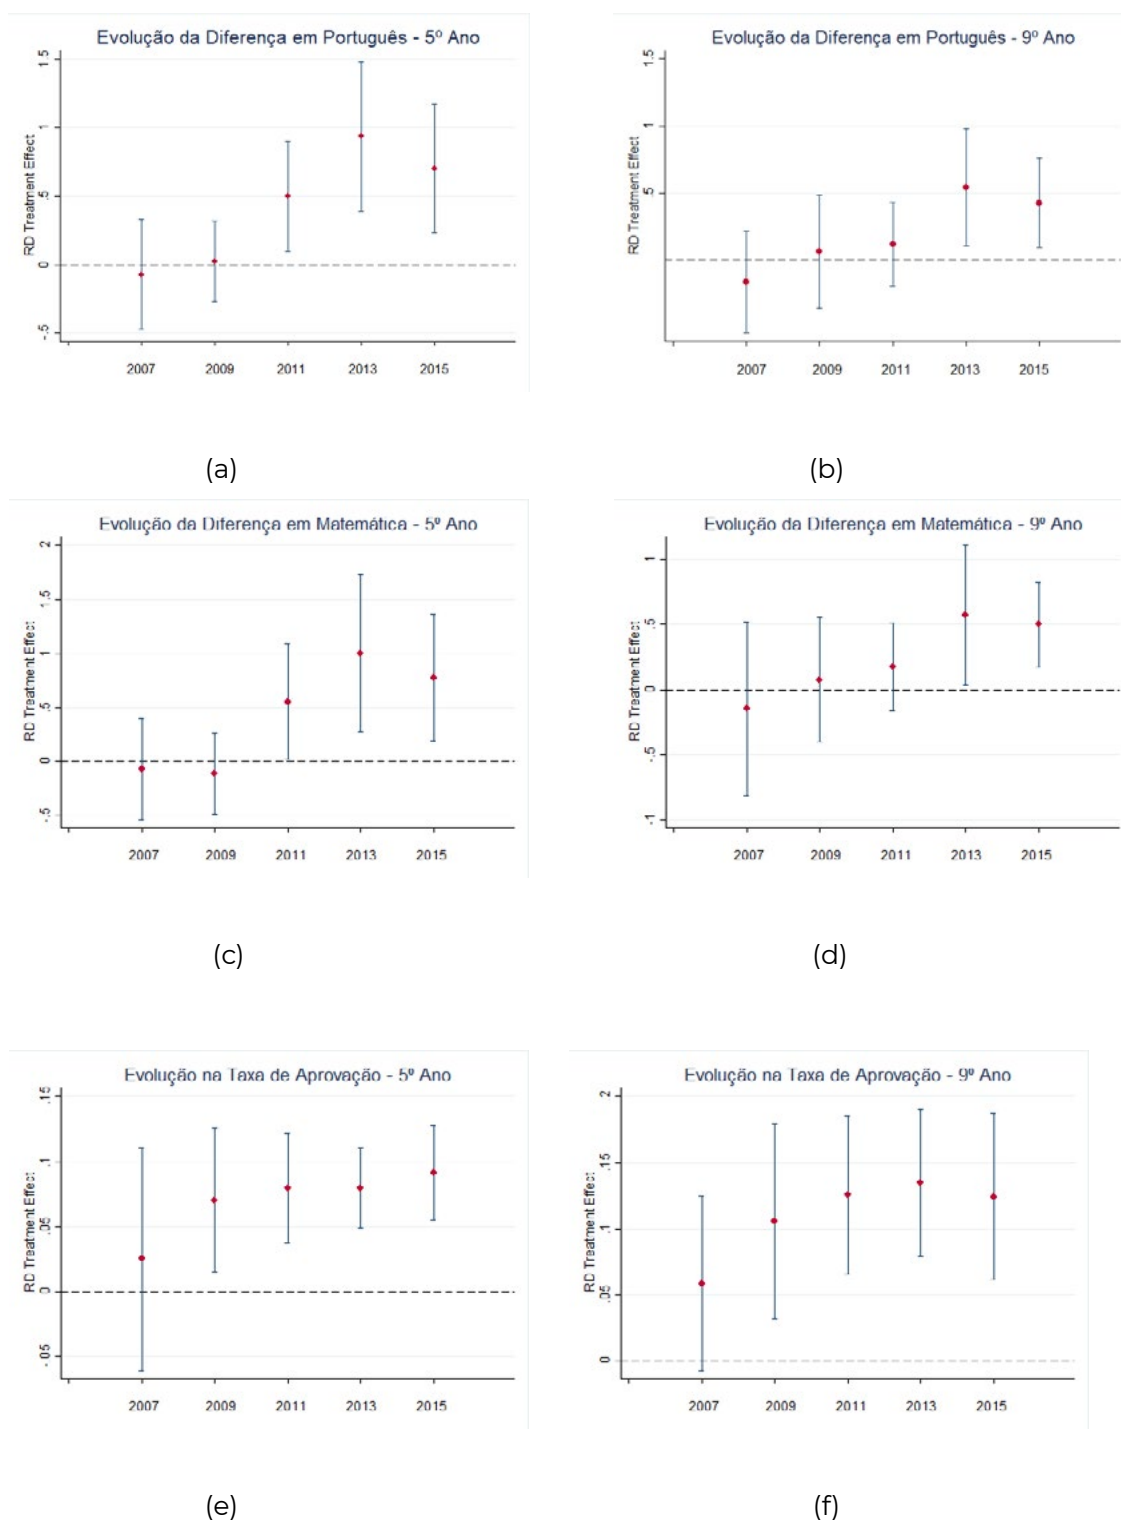 Evolução da Diferença em Português - 5º Ano
RD Treatment Effect
1.5
1
.5
0
-.5
2007 2009 2011 2013 2015
(a)
Evolução da Diferença em Português - 9º Ano
RD Treatment Effect
1.5
1
.5
2007 2009 2011 2013 2015
(b)
Evolução da Diferença em Matemática - 5º Ano
RD Treatment Effect
2
1.5
1
.5
0
-.5
2007 2009 2011 2013 2015
(c)
Evolução da Diferença em Matemática - 9º Ano
RD Treatment Effect
1
.5
0
-.5
-1
2007 2009 2011 2013 2015
(d)
Evolução na Taxa de Aprovação - 5º Ano
RD Treatment Effect
.15
.1
.05
0
-.05
2007 2009 2011 2013 2015
(e)
Evolução na Taxa de Aprovação - 9º Ano
RD Treatment Effect
.2
.15
.1
.05
0
2007 2009 2011 2013 2015
(f)